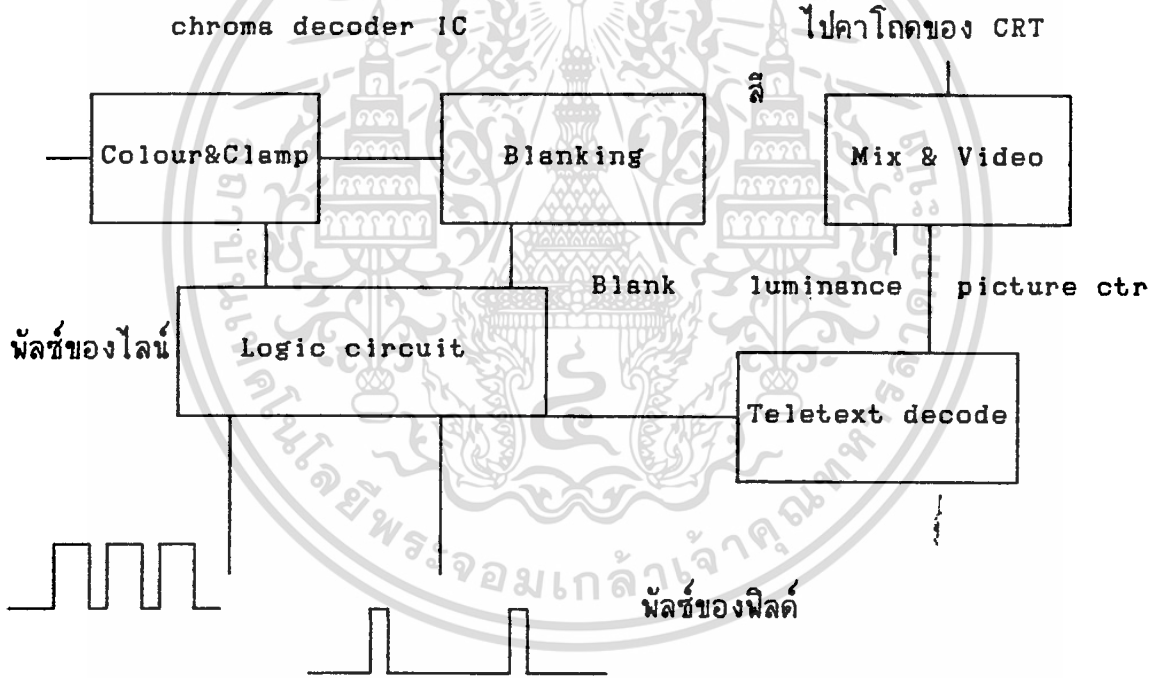 chroma decoder IC
ไปคาโถดของ CRT
สี
Colour&Clamp
Blanking
Mix & Video
Blank
luminance
picture ctr
พัลซ์ของไลน์
Logic circuit
Teletext decode
พัลซ์ของฟิลด์